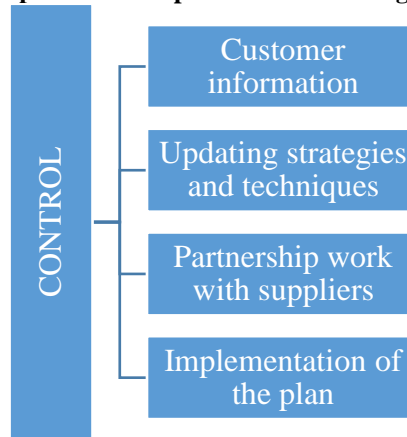 CONTROL
Customer
information
Updating strategies
and techniques
Partnership work
with suppliers
Implementation of
the plan